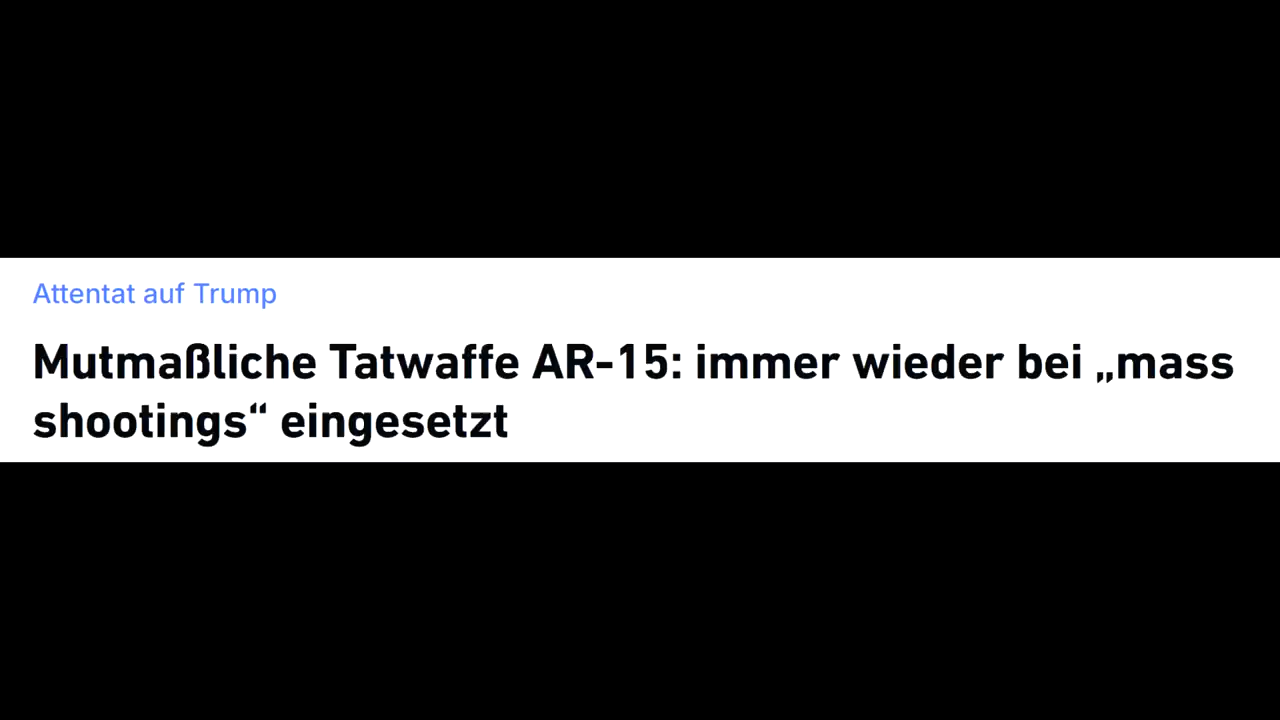 Attentat auf Trump
Mutmaßliche Tatwaffe AR-15: immer wieder bei „mass
shootings“ eingesetzt